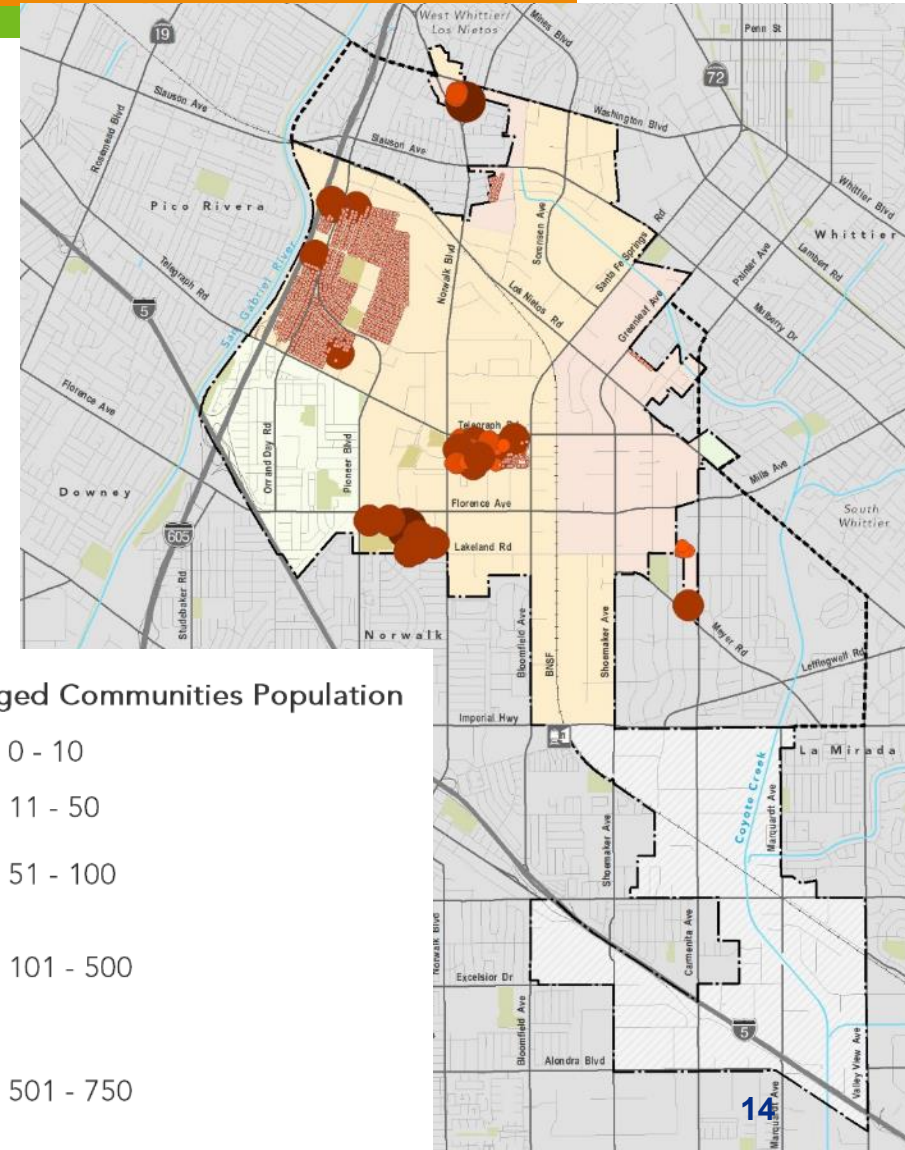 West Whittier/
Los Nietos
Mines Blvd
Penn St
19
72
Slauson Ave
Rosemead Blvd
Slauson Ave
Washington Blvd
Whittier Blvd
Pico Rivera
Whittier
Norwalk Blvd
Sorensen Ave
Santa Fe Springs Rd
Painter Ave
Lambert Rd
Telegraph Rd
San Gabriel River
Los Nietos Rd
Greenleaf Ave
Mulberry Dr
5
Florence Ave
Orr and Day Rd
Pioneer Blvd
Telegraph Rd
Mills Ave
Downey
Florence Ave
South
Whittier
605
Lakeland Rd
Studebaker Rd
Norwalk
Bloomfield Ave
BNSF
Shoemaker Ave
Meyer Rd
Leffingwell Rd
Imperial Hwy
La Mirada
ged Communities Population
0 - 10
11 - 50
51 - 100
101 - 500
501 - 750
Coyote Creek
Marquardt Ave
Shoemaker Ave
Norwalk Blvd
Carmenita Ave
Excelsior Dr
Bloomfield Ave
5
Alondra Blvd
Valley View Ave
Marquardt Ave
14